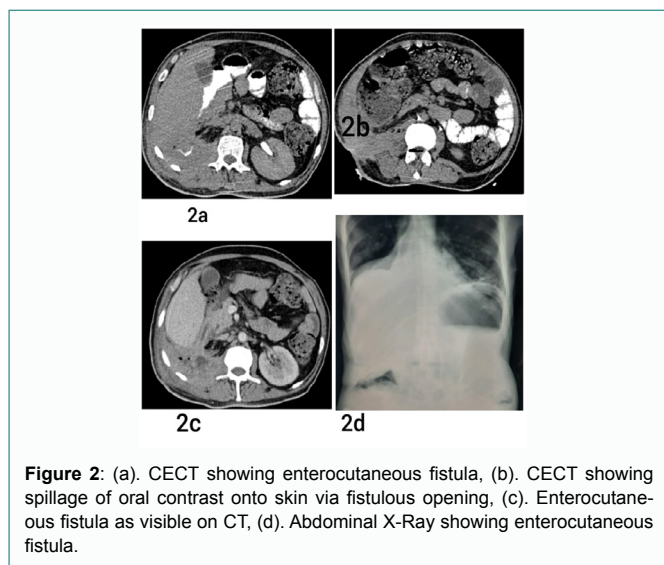 2a
2b
2c
2d
Figure 2: (a). CECT showing enterocutaneous fistula, (b). CECT showing
spillage of oral contrast onto skin via fistulous opening, (c). Enterocutane-
ous fistula as visible on CT, (d). Abdominal X-Ray showing enterocutaneous
fistula.